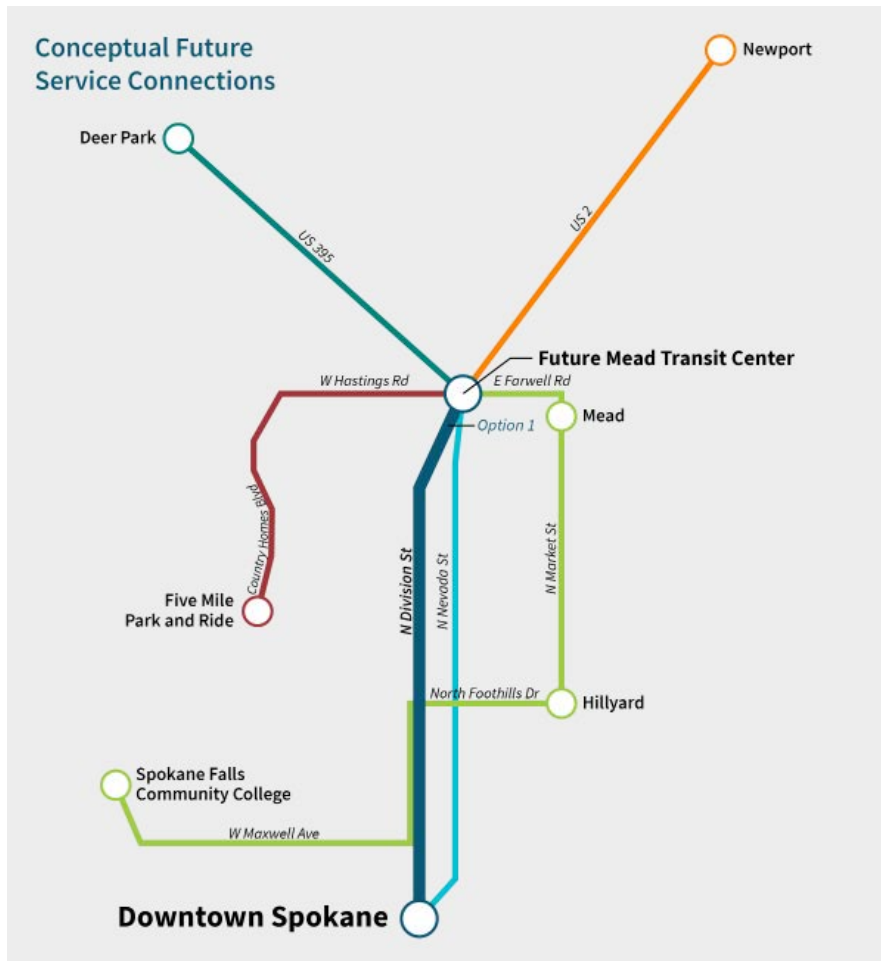 Conceptual Future
Service Connections
Newport
Deer Park
US 2
US 395
Future Mead Transit Center
W Hastings Rd
E Farwell Rd
Mead
Option 1
Country Homes Blvd
N Division St
N Nevada St
N Market St
Five Mile
Park and Ride
North Foothills Dr
Hillyard
Spokane Falls
Community College
W Maxwell Ave
Downtown Spokane